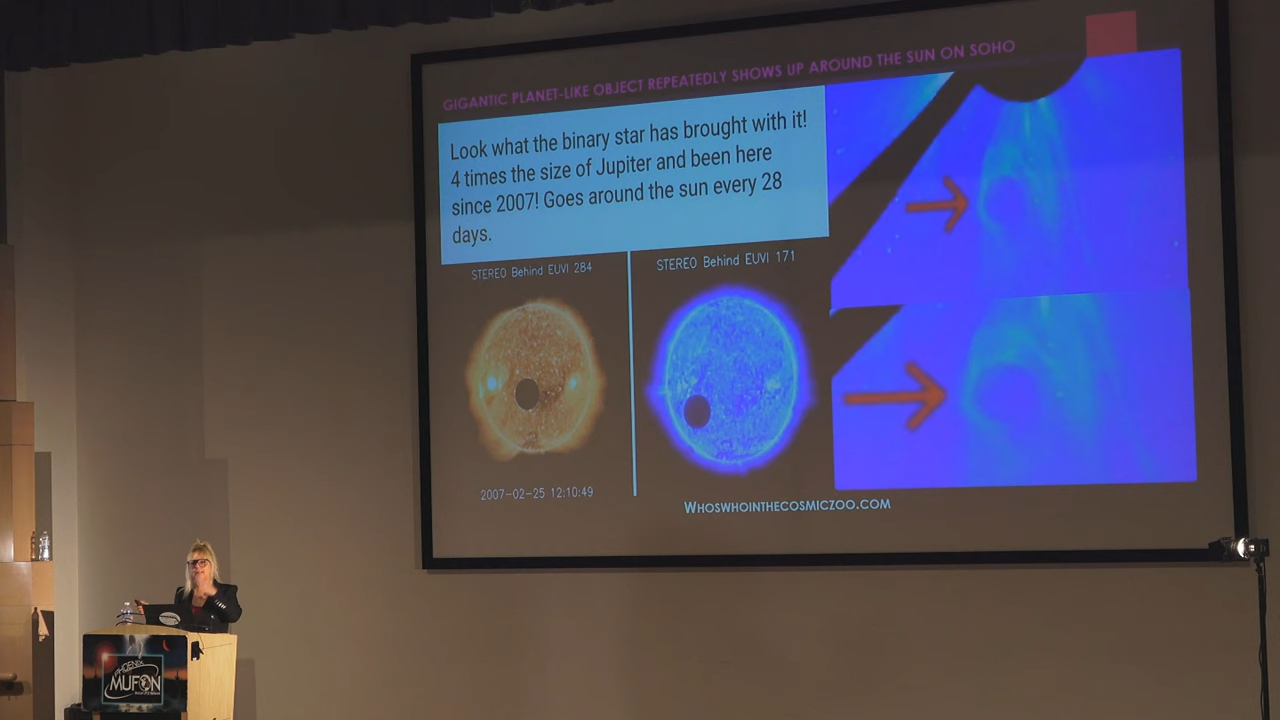 GIGANTIC PLANET-LIKE OBJECT REPEATEDLY SHOWS UP AROUND THE SUN ON SOHO
Look what the binary star has brought with it!
4 times the size of Jupiter and been here
since 2007! Goes around the sun every 28
days.
STEREO Behind EUVI 284
STEREO Behind EUVI 171
2007-02-25 12:10:49
WHOSWHOINTHECOSMICZOO.COM
PHOENIX
MUFON